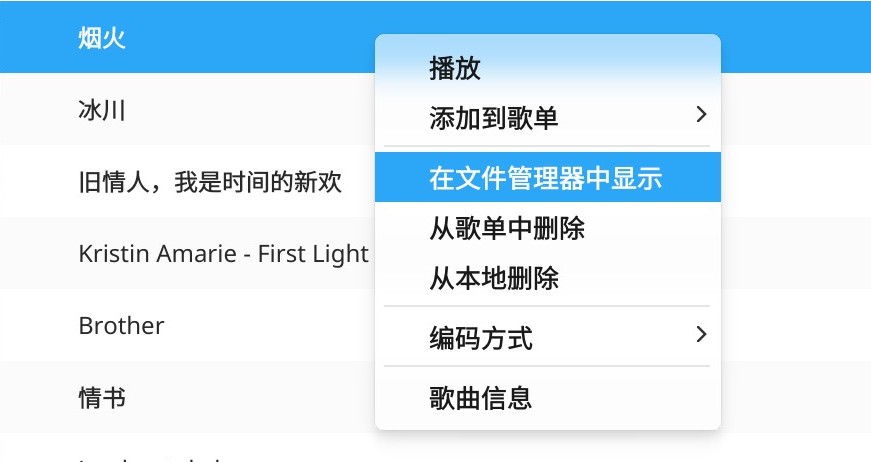 烟火
冰川
旧情人，我是时间的新欢
Kristin Amarie - First Light
Brother
情书
播放
添加到歌单
在文件管理器中显示
从歌单中删除
从本地删除
编码方式
歌曲信息